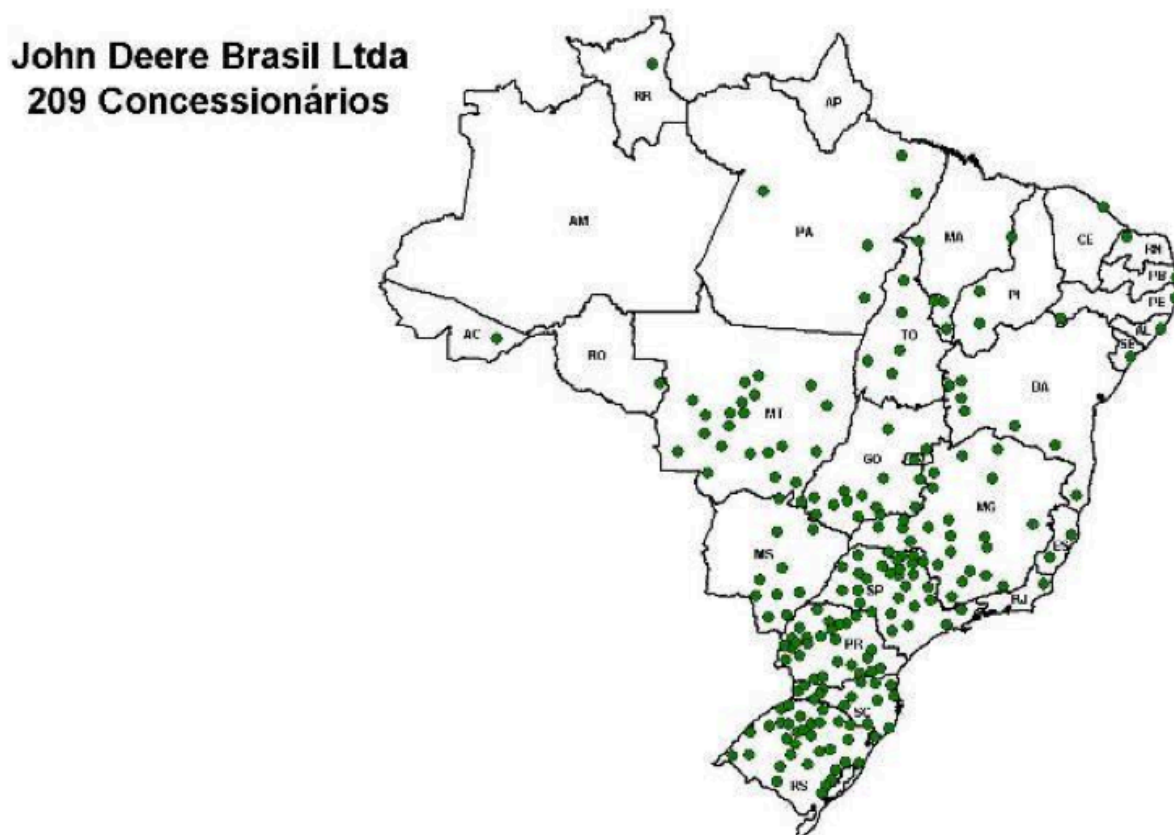 John Deere Brasil Ltda
209 Concessionários
RR
AP
AM
PA
MA
CE
RN
PB
PE
PI
AL
SE
AC
RO
TO
BA
MT
GO
MG
MS
ES
SP
RJ
PR
SC
RS